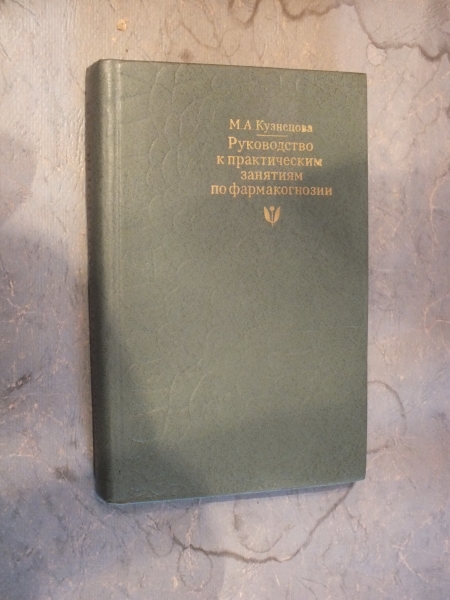 М.А Кузнецова
Руководство
к практическим
занятиям
по фармакогнозии